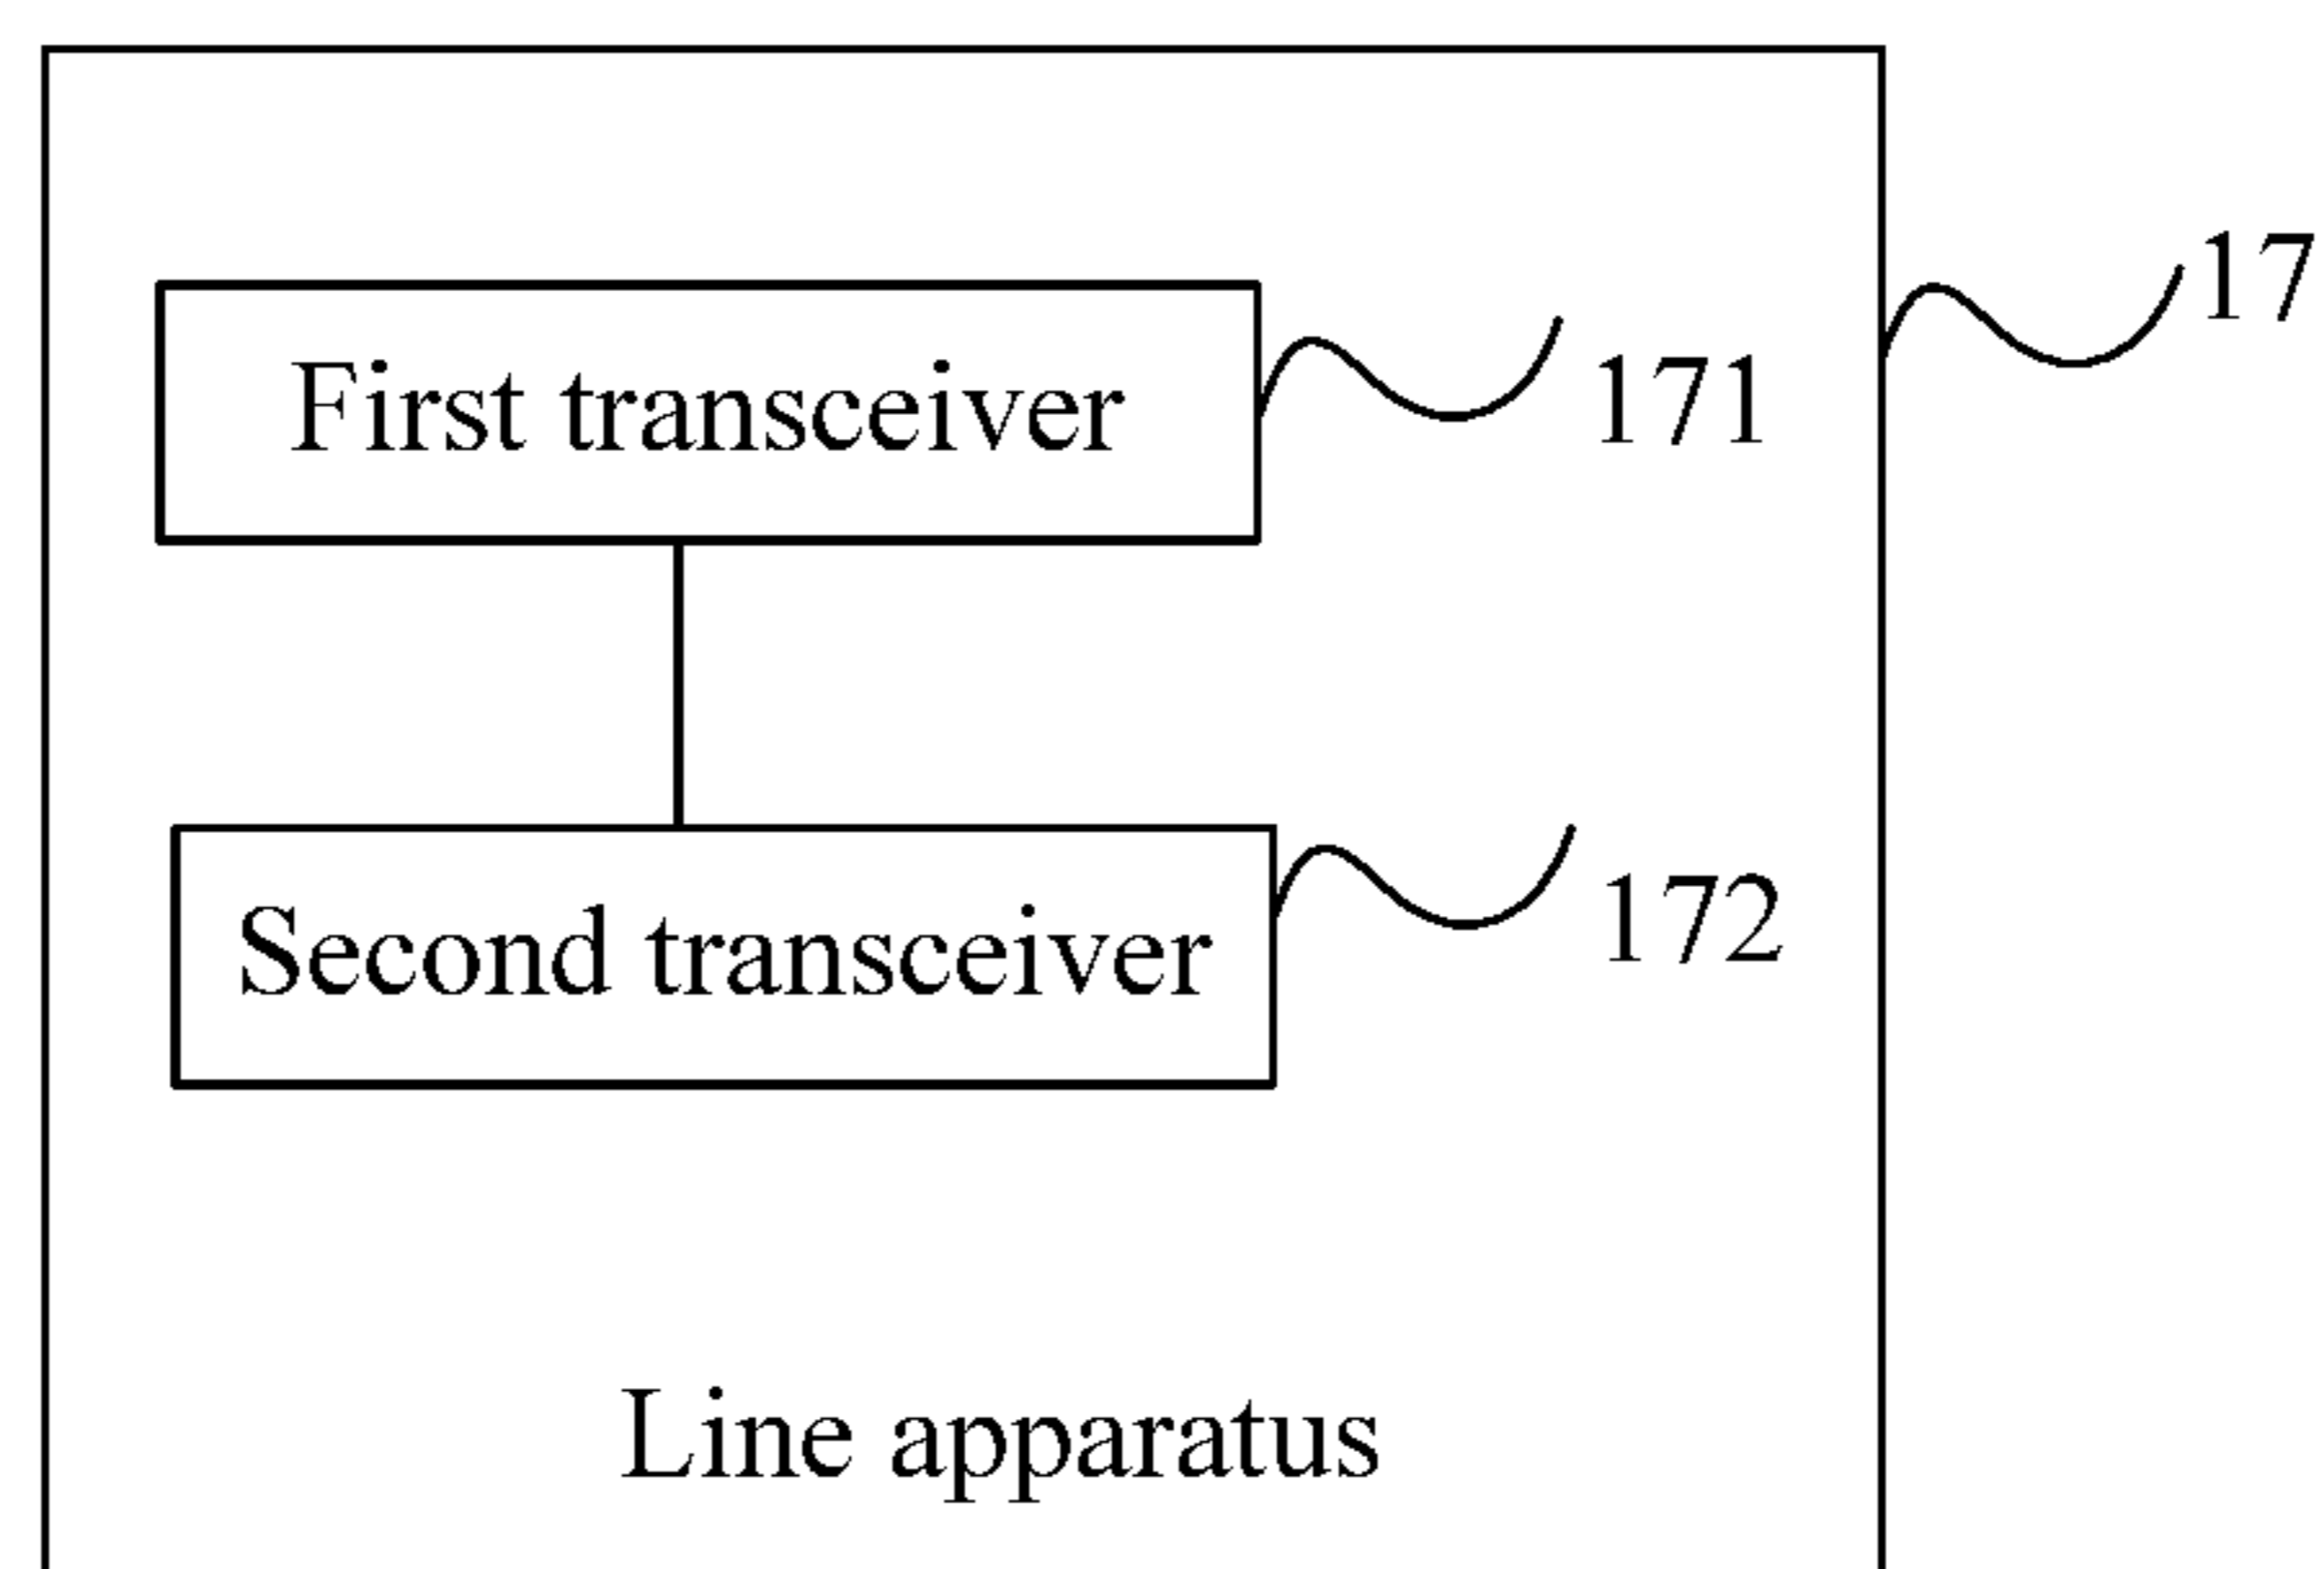 17
First transceiver
171
Second transceiver
172
Line apparatus